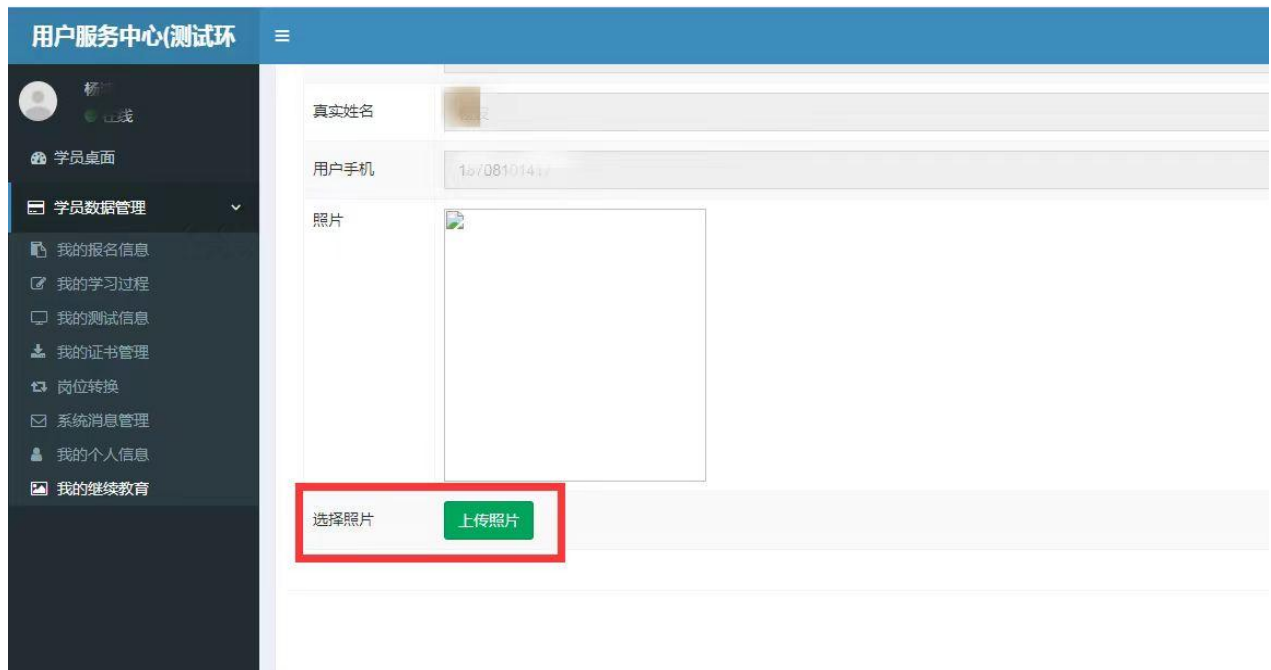 用户服务中心(测试环
杨
在线
学员桌面
学员数据管理
我的报名信息
我的学习过程
我的测试信息
我的证书管理
岗位转换
系统消息管理
我的个人信息
我的继续教育
真实姓名
用户手机
照片
选择照片
上传照片